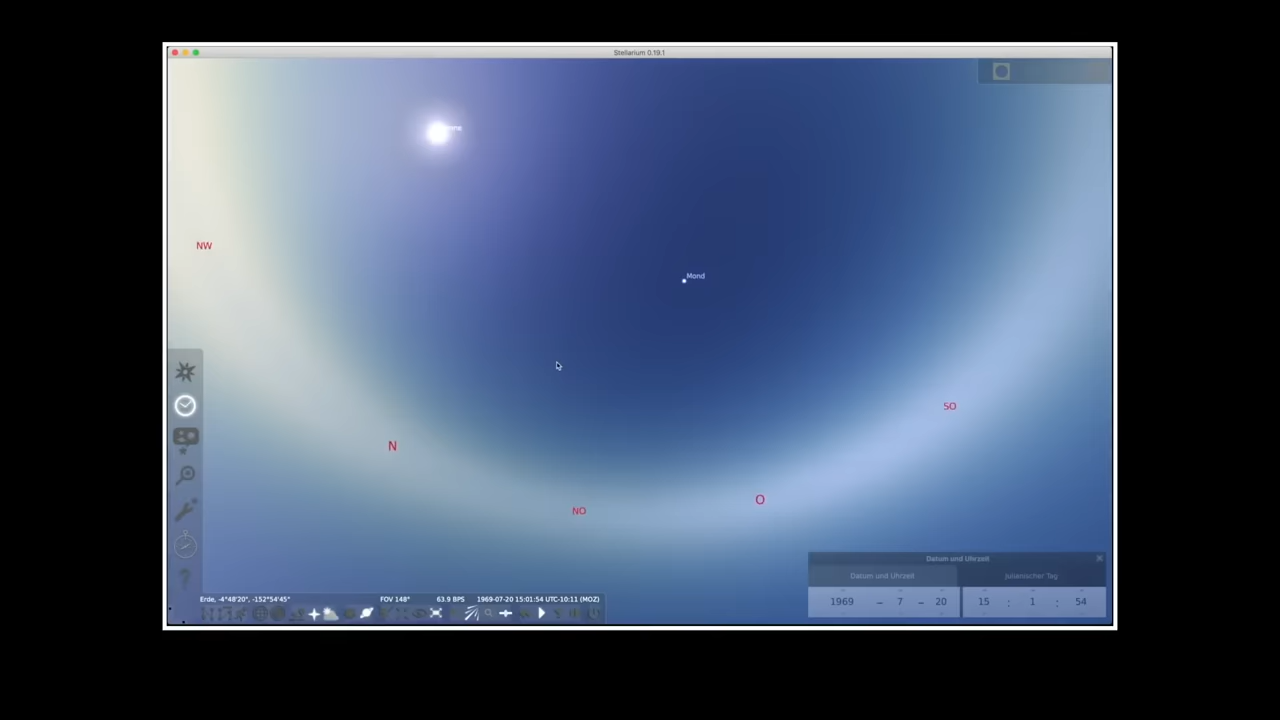 Stellarium 0.19.1
NW
Mond
SO
N
O
NO
Datum und Uhrzeit
Datum und Uhrzeit
Julianischer Tag
Erde, -4°48'20", -152°54'45"
FOV 148°
63.9 BPS
1969-07-20 15:01:54 UTC-10:11 (MOZ)
1969 – 7 – 20
15 : 1 : 54